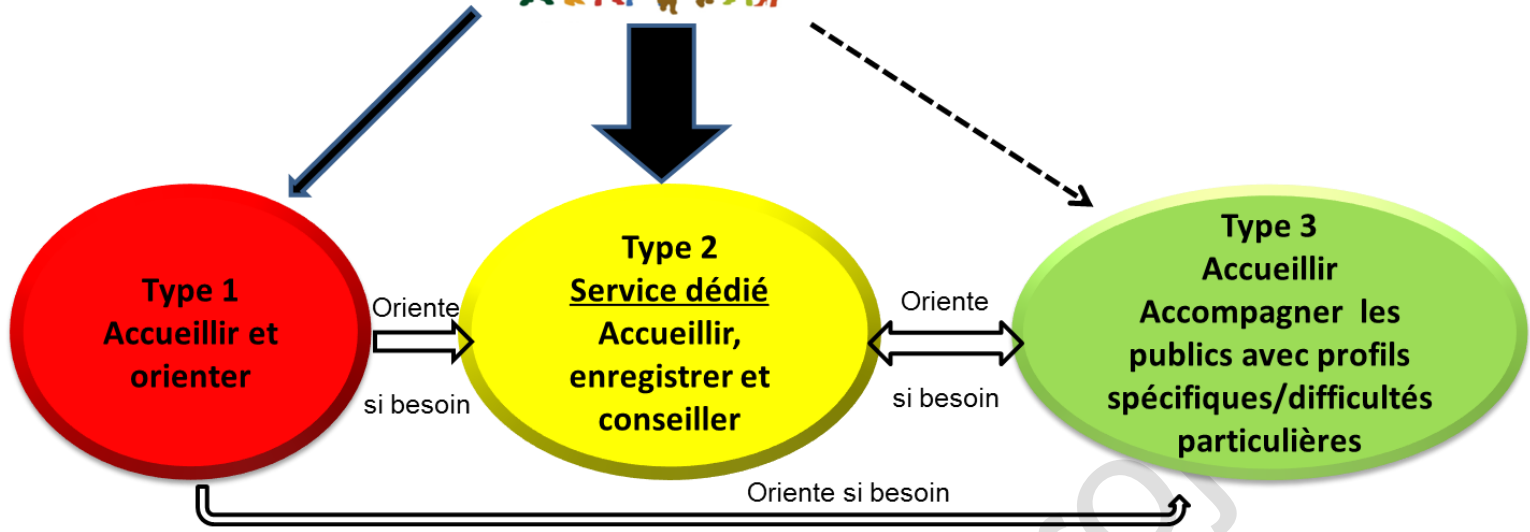 Type 1
Accueillir et
orienter
Oriente
si besoin
Type 2
Service dédié
Accueillir,
enregistrer et
conseiller
Oriente
si besoin
Type 3
Accueillir
Accompagner les
publics avec profils
spécifiques/difficultés
particulières
Oriente si besoin